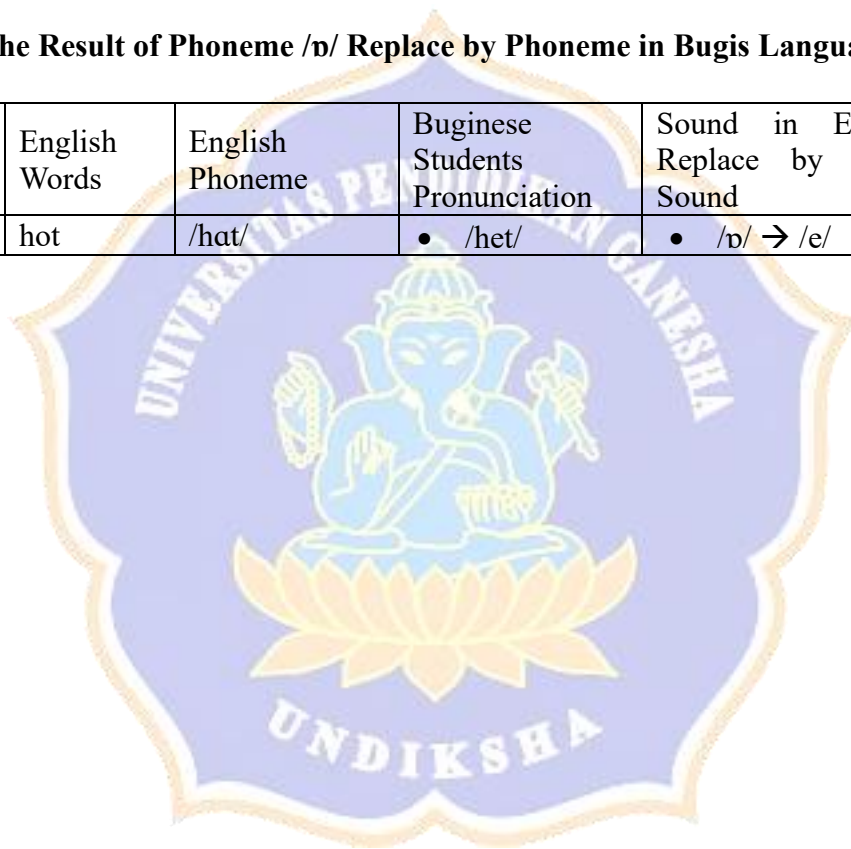 he Result of Phoneme /ɒ/ Replace by Phoneme in Bugis Langua
English Words
English Phoneme
Buginese Students Pronunciation
Sound in E
Replace by
Sound
hot
/hɑt/
• /het/
• /ɒ/ → /e/
UNIVERSITAS PENDIDIKAN GANESHA
UNDIKSHA